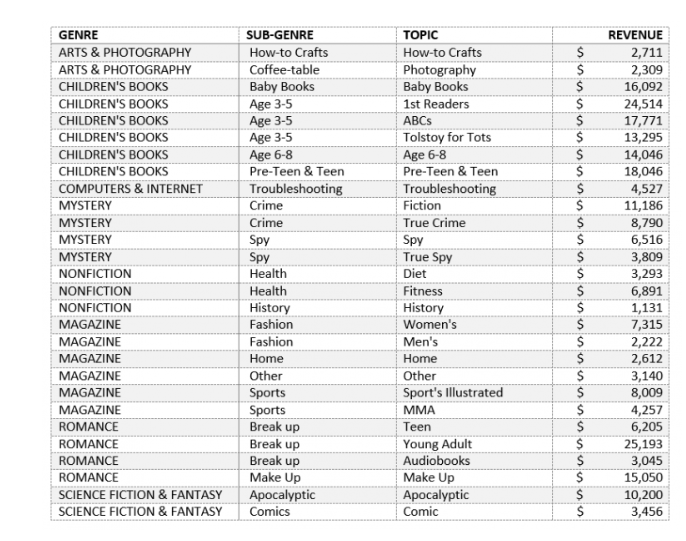 GENRE SUB-GENRE TOPIC REVENUE
ARTS & PHOTOGRAPHY How-to Crafts How-to Crafts $ 2,711
ARTS & PHOTOGRAPHY Coffee-table Photography $ 2,309
CHILDREN'S BOOKS Baby Books Baby Books $ 16,092
CHILDREN'S BOOKS Age 3-5 1st Readers $ 24,514
CHILDREN'S BOOKS Age 3-5 ABCs $ 17,771
CHILDREN'S BOOKS Age 3-5 Tolstoy for Tots $ 13,295
CHILDREN'S BOOKS Age 6-8 Age 6-8 $ 14,046
CHILDREN'S BOOKS Pre-Teen & Teen Pre-Teen & Teen $ 18,046
COMPUTERS & INTERNET Troubleshooting Troubleshooting $ 4,527
MYSTERY Crime Fiction $ 11,186
MYSTERY Crime True Crime $ 8,790
MYSTERY Spy Spy $ 6,516
MYSTERY Spy True Spy $ 3,809
NONFICTION Health Diet $ 3,293
NONFICTION Health Fitness $ 6,891
NONFICTION History History $ 1,131
MAGAZINE Fashion Women's $ 7,315
MAGAZINE Fashion Men's $ 2,222
MAGAZINE Home Home $ 2,612
MAGAZINE Other Other $ 3,140
MAGAZINE Sports Sport's Illustrated $ 8,009
MAGAZINE Sports MMA $ 4,257
ROMANCE Break up Teen $ 6,205
ROMANCE Break up Young Adult $ 25,193
ROMANCE Break up Audiobooks $ 3,045
ROMANCE Make Up Make Up $ 15,050
SCIENCE FICTION & FANTASY Apocalyptic Apocalyptic $ 10,200
SCIENCE FICTION & FANTASY Comics Comic $ 3,456